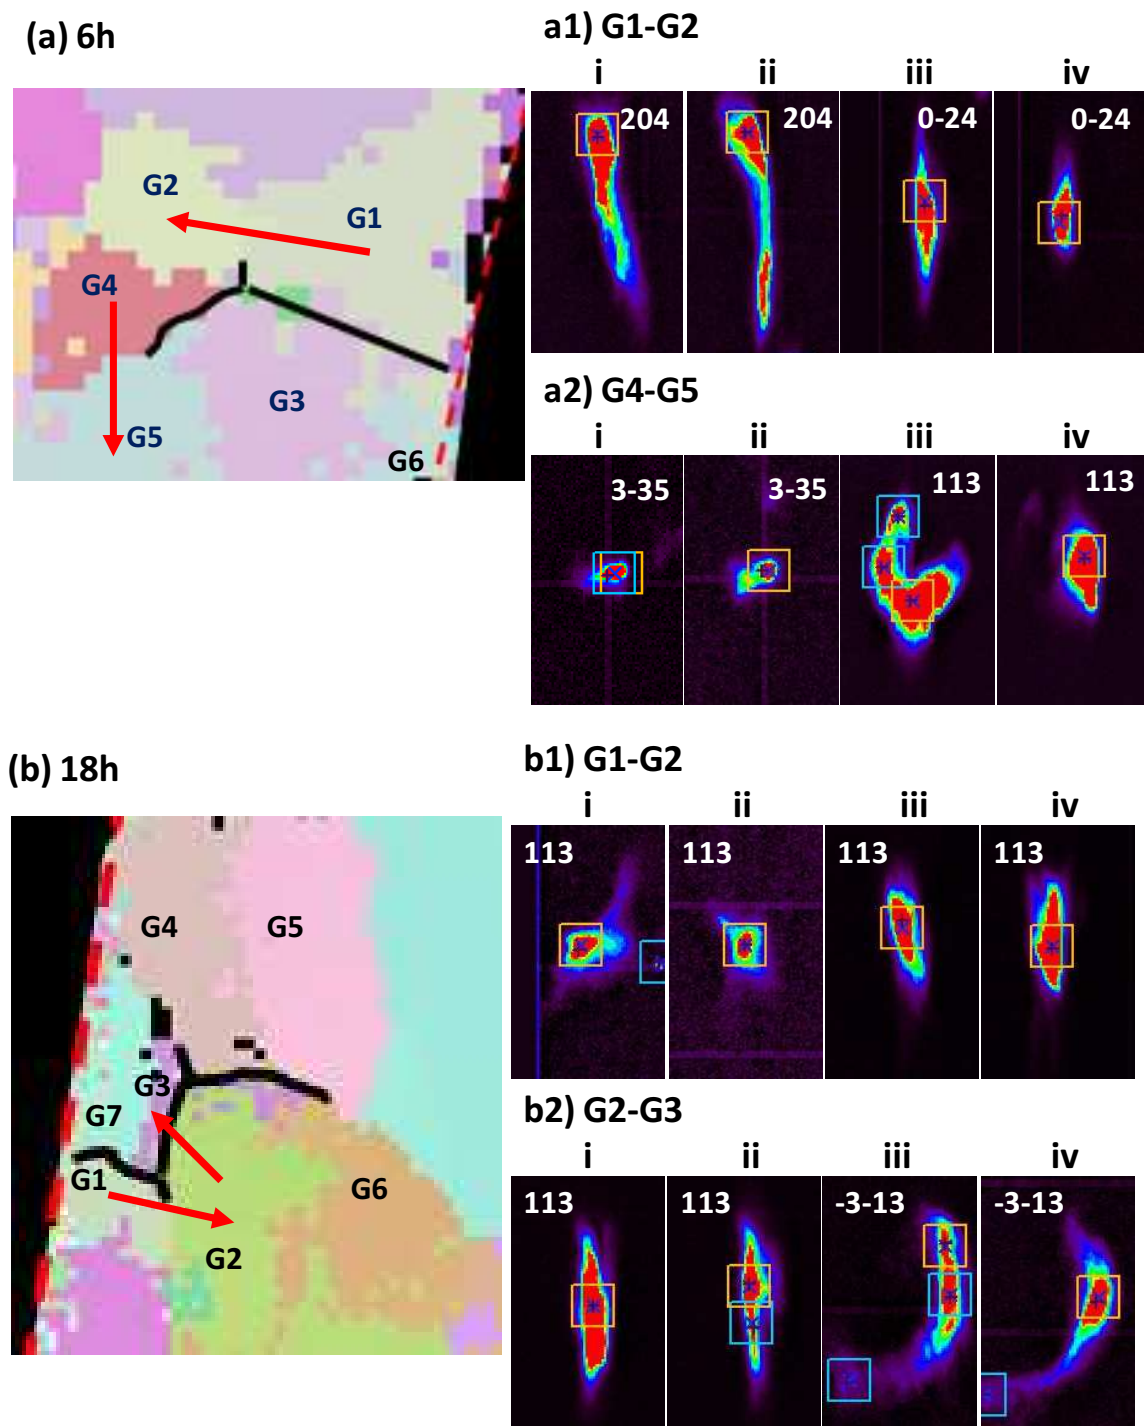 (a) 6h
a1) G1-G2
i ii iii iv
204 204 0-24 0-24
G2
G1
G4
G3
G5
G6
a2) G4-G5
i ii iii iv
3-35 3-35 113 113
(b) 18h
b1) G1-G2
i ii iii iv
113 113 113 113
G4 G5
G3
G7
G1
G6
G2
b2) G2-G3
i ii iii iv
113 113 -3-13 -3-13